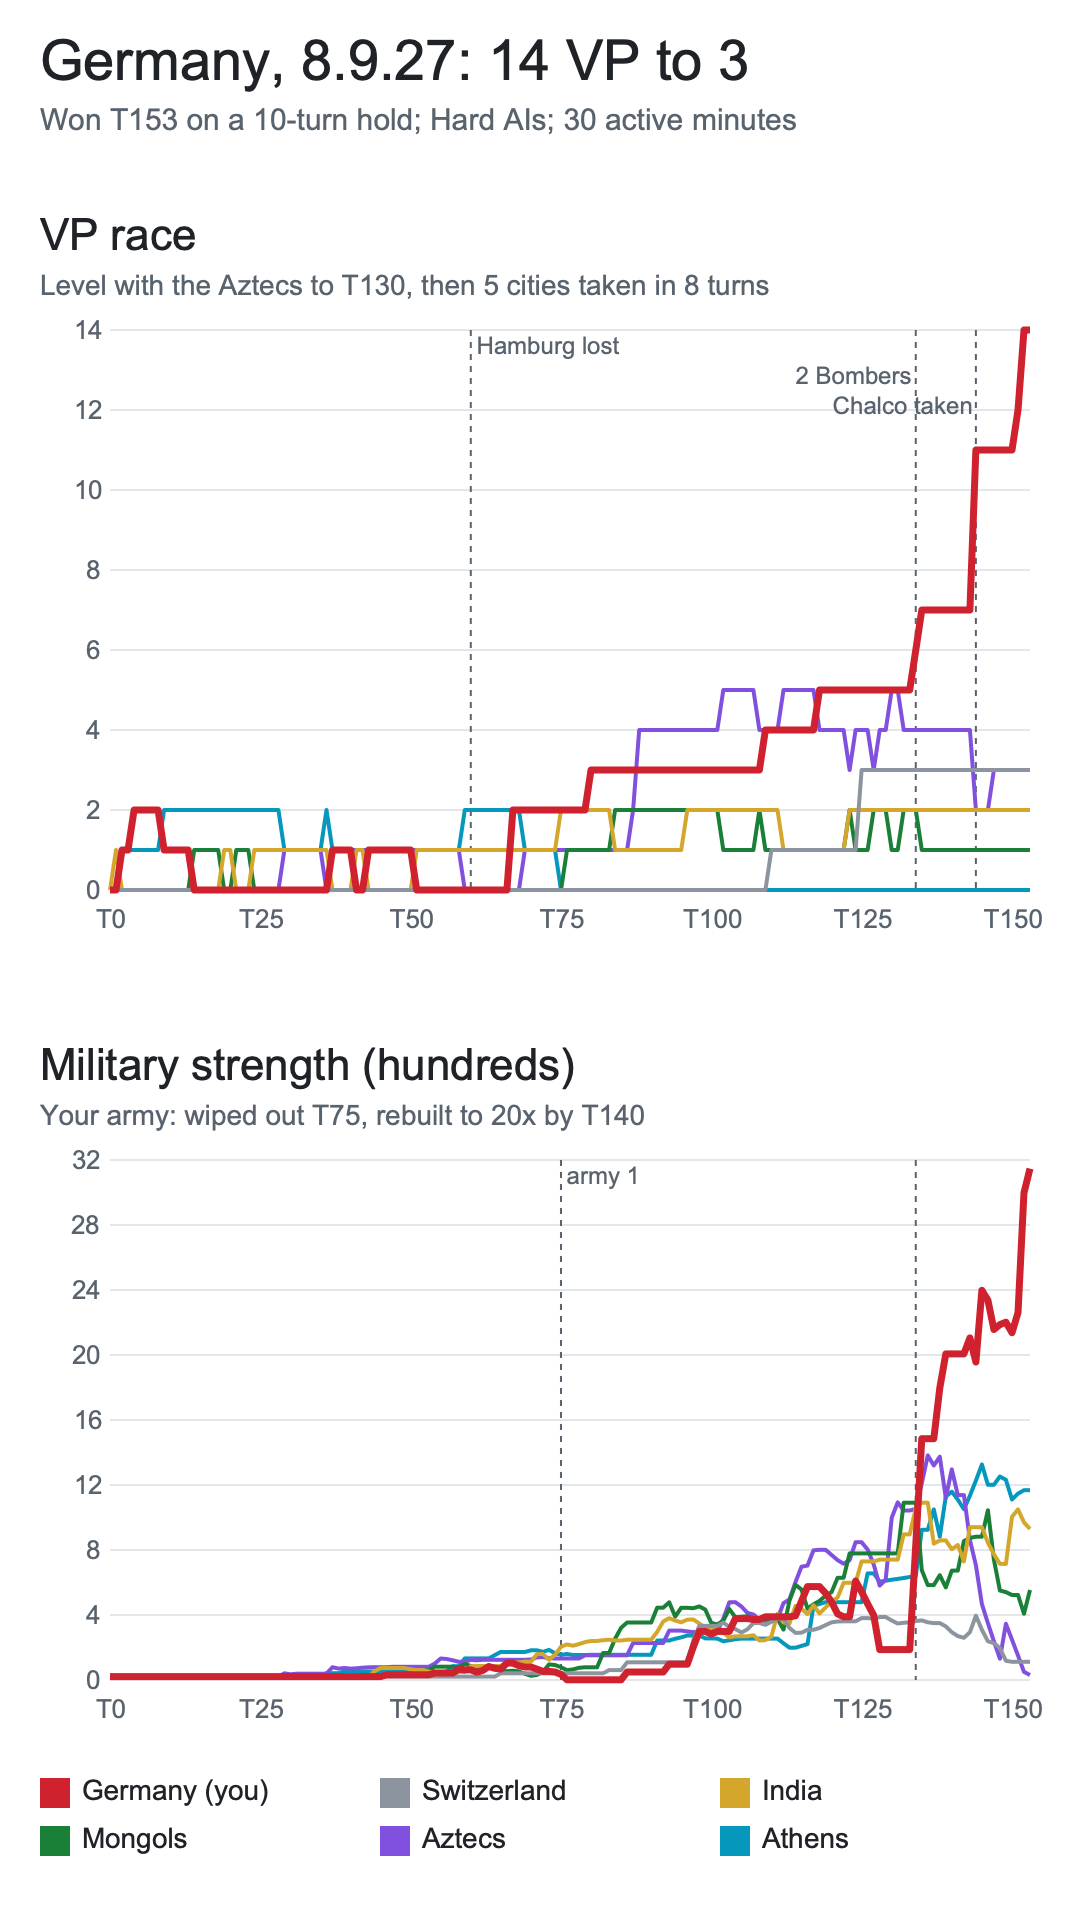 Germany, 8.9.27: 14 VP to 3
Won T153 on a 10-turn hold; Hard AIs; 30 active minutes
VP race
Level with the Aztecs to T130, then 5 cities taken in 8 turns
14
Hamburg lost
2 Bombers
12
Chalco taken
10
8
6
4
2
0
T0 T25 T50 T75 T100 T125 T150
Military strength (hundreds)
Your army: wiped out T75, rebuilt to 20x by T140
32
army 1
28
24
20
16
12
8
4
0
T0 T25 T50 T75 T100 T125 T150
Germany (you) Switzerland India
Mongols Aztecs Athens